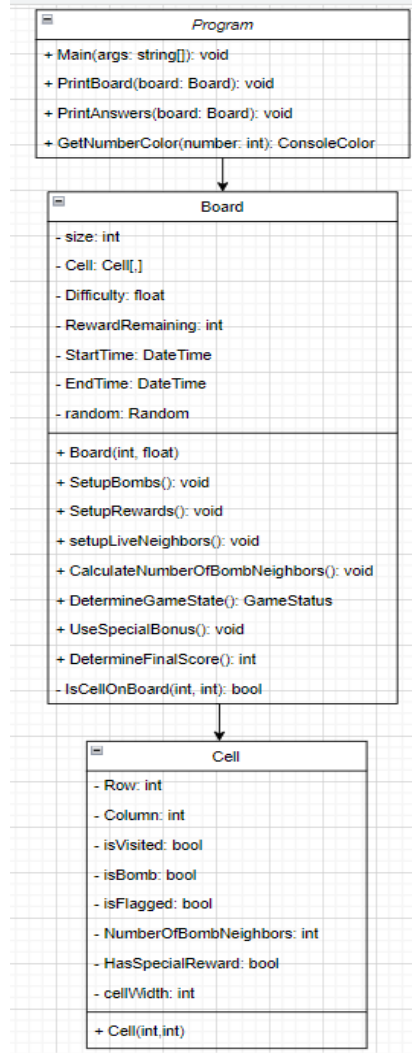 Program
+ Main(args: string[]): void
+ PrintBoard(board: Board): void
+ PrintAnswers(board: Board): void
+ GetNumberColor(number: int): ConsoleColor
Board
- size: int
- Cell: Cell[,]
- Difficulty: float
- RewardRemaining: int
- StartTime: DateTime
- EndTime: DateTime
- random: Random
+ Board(int, float)
+ SetupBombs(): void
+ SetupRewards(): void
+ setupLiveNeighbors(): void
+ CalculateNumberOfBombNeighbors(): void
+ DetermineGameState(): GameStatus
+ UseSpecialBonus(): void
+ DetermineFinalScore(): int
- IsCellOnBoard(int, int): bool
Cell
- Row: int
- Column: int
- isVisited: bool
- isBomb: bool
- isFlagged: bool
- NumberOfBombNeighbors: int
- HasSpecialReward: bool
- cellWidth: int
+ Cell(int,int)